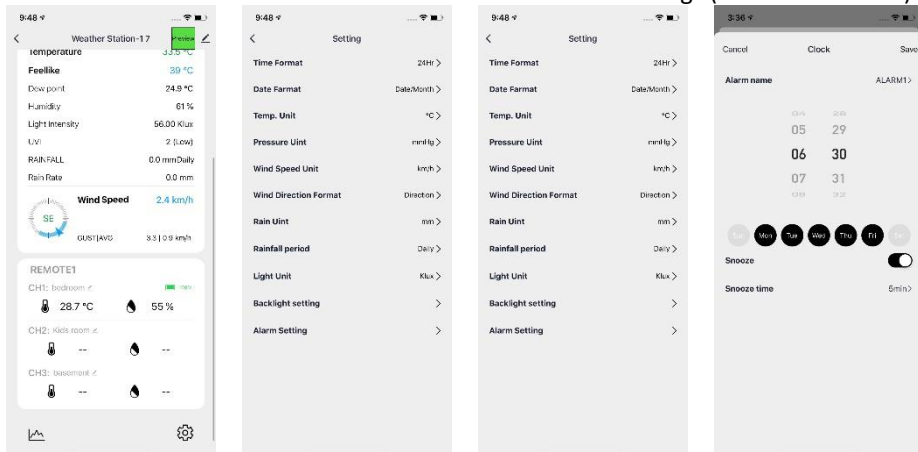 9:48
Weather Station-17
Preview
Temperature 33.5 °C
Feellike 39 °C
Dew point 24.9 °C
Humidity 61 %
Light Intensity 56.00 Klux
UVI 2 (Low)
RAINFALL 0.0 mmDaily
Rain Rate 0.0 mm
Wind Speed 2.4 km/h
SE
GUST|AVG 3.3 | 0.9 km/h
REMOTE1
CH1: bedroom
28.7 °C 55 %
CH2: Kids room
-- --
CH3: basement
-- --
9:48
Setting
Time Format 24Hr >
Date Farmat Date/Month >
Temp. Unit °C >
Pressure Uint mmHg >
Wind Speed Unit km/h >
Wind Direction Format Direction >
Rain Uint mm >
Rainfall period Daily >
Light Unit Klux >
Backlight setting >
Alarm Setting >
9:48
Setting
Time Format 24Hr >
Date Farmat Date/Month >
Temp. Unit °C >
Pressure Uint mmHg >
Wind Speed Unit km/h >
Wind Direction Format Direction >
Rain Uint mm >
Rainfall period Daily >
Light Unit Klux >
Backlight setting >
Alarm Setting >
3:36
Cancel Clock Save
Alarm name ALARM1>
05 29
06 30
07 31
Sun Mon Tue Wed Thu Fri Sat
Snooze
Snooze time 5min>